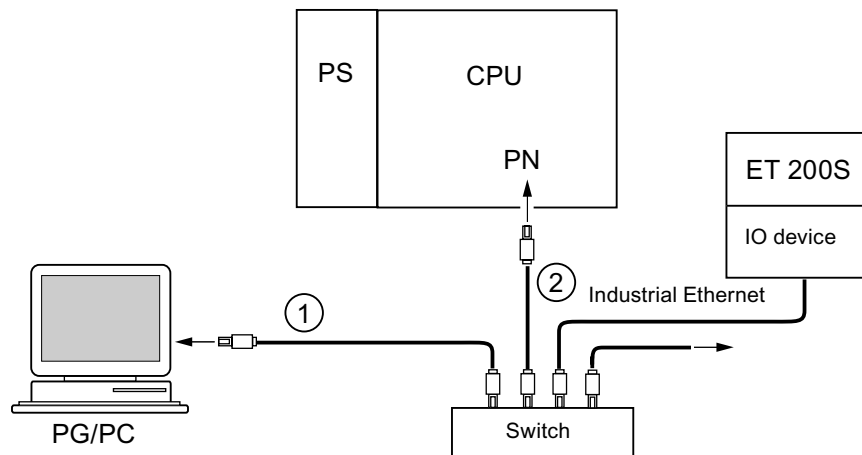 PS
CPU
PN
ET 200S
IO device
2
Industrial Ethernet
1
PG/PC
Switch